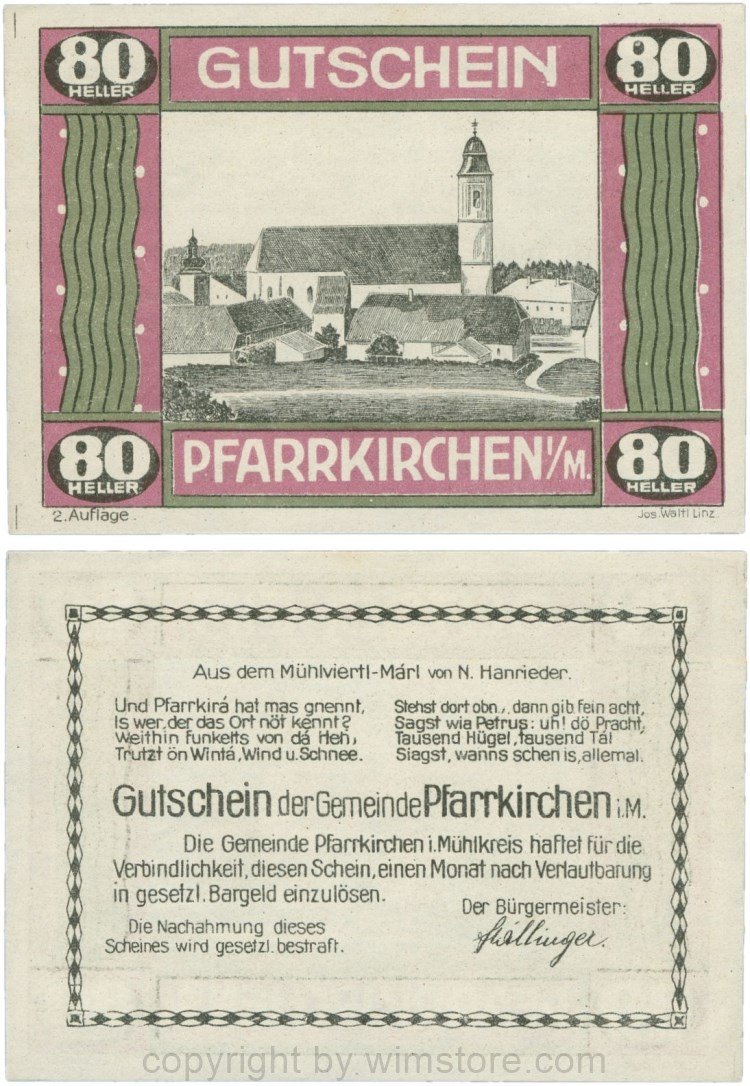 80 HELLER
GUTSCHEIN
80 HELLER
80 HELLER
PFARRKIRCHEN i/M.
80 HELLER
2. Auflage.
Jos. Wältl Linz
Aus dem Mühlviertl-Márl von N. Hanrieder.
Und Pfarrkirá hat mas gnennt,
Is wer, der das Ort nöt kennt?
Weithin funkelts von dá Heh,
Trutzt ön Wintá, Wind u. Schnee.
Stehst dort obn., dann gib fein acht,
Sagst wia Petrus: uh! dö Pracht,
Tausend Hügel, tausend Tál
Siagst, wanns schen is, allemal.
Gutschein der Gemeinde Pfarrkirchen i.M.
Die Gemeinde Pfarrkirchen i. Mühlkreis haftet für die
Verbindlichkeit, diesen Schein, einen Monat nach Verlautbarung
in gesetzl. Bargeld einzulösen.
Der Bürgermeister:
Die Nachahmung dieses
Scheines wird gesetzl. bestraft.
copyright by wimstore.com